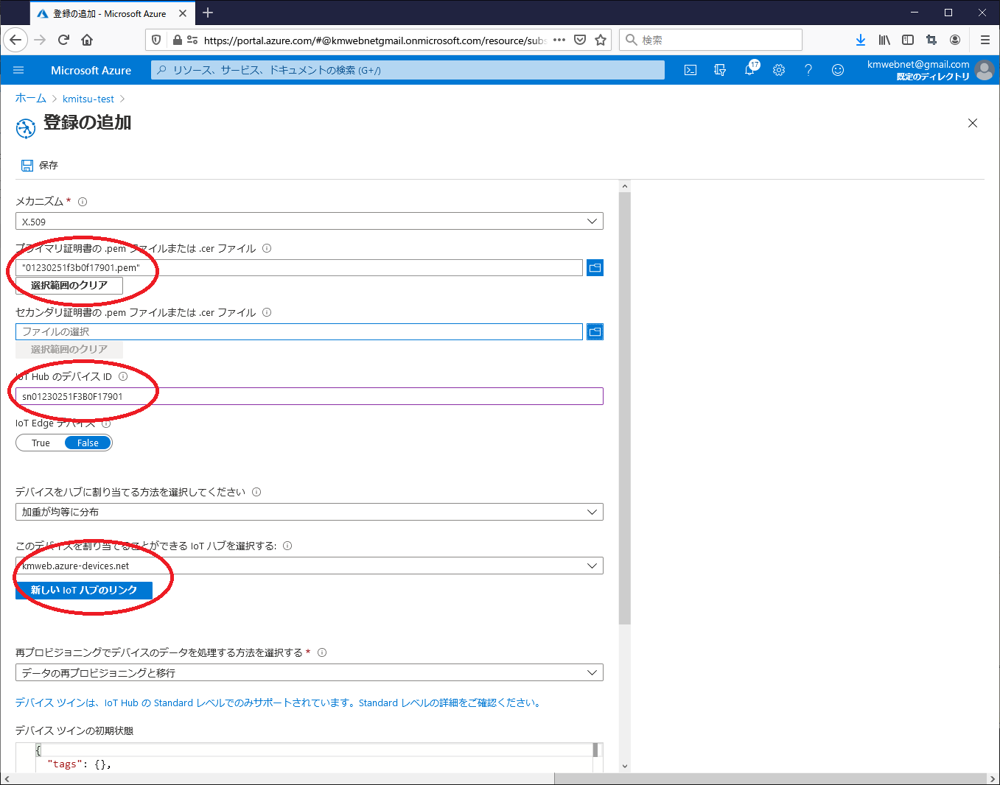 登録の追加 - Microsoft Azure
https://portal.azure.com/#@kmwebnetgmail.onmicrosoft.com/resource/subs
検索
Microsoft Azure
リソース、サービス、ドキュメントの検索 (G+/)
17
kmwebnet@gmail.com
既定のディレクトリ
ホーム > kmitsu-test >
登録の追加
保存
メカニズム *
X.509
プライマリ証明書の .pem ファイルまたは .cer ファイル
"01230251f3b0f17901.pem"
選択範囲のクリア
セカンダリ証明書の .pem ファイルまたは .cer ファイル
ファイルの選択
選択範囲のクリア
IoT Hub のデバイス ID
sn01230251F3B0F17901
IoT Edge デバイス
True False
デバイスをハブに割り当てる方法を選択してください
加重が均等に分布
このデバイスを割り当てることができる IoT ハブを選択する:
kmweb.azure-devices.net
新しい IoT ハブのリンク
再プロビジョニングでデバイスのデータを処理する方法を選択する *
データの再プロビジョニングと移行
デバイス ツインは、IoT Hub の Standard レベルでのみサポートされています。Standard レベルの詳細をご確認ください。
デバイス ツインの初期状態
{
"tags": {},